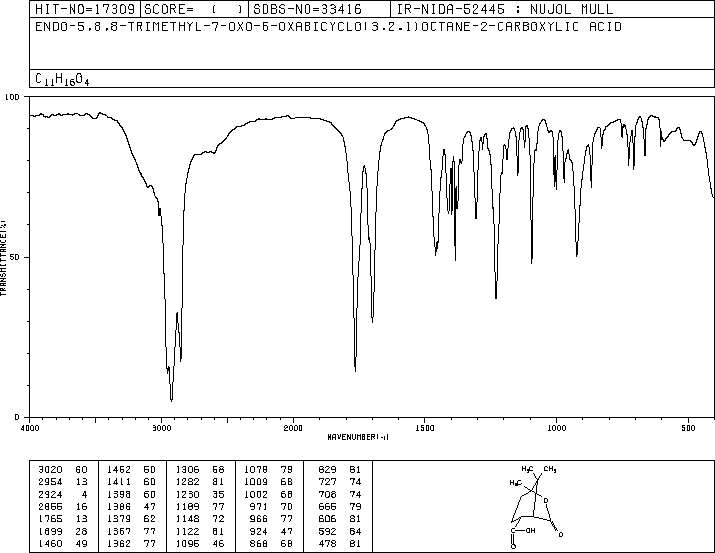 HIT-NO=17309 SCORE= ( ) SDBS-NO=33416 IR-NIDA-52445 : NUJOL MULL
ENDO-5,8,8-TRIMETHYL-7-OXO-6-OXABICYCLO(3.2.1)OCTANE-2-CARBOXYLIC ACID
C11H16O4
100
50
0
TRANSMITTANCE(%)
4000 3000 2000 1500 1000 500
WAVENUMBER(-1)
3020 60 1462 50 1306 58 1078 79 829 81
2954 13 1411 60 1282 81 1009 68 727 74
2924 4 1398 60 1230 35 1002 68 708 74
2855 16 1386 47 1189 77 971 70 665 79
1765 13 1379 62 1148 72 966 77 606 81
1699 28 1367 77 1122 81 924 47 592 84
1460 49 1362 77 1095 46 868 68 478 81
H3C CH3
H3C
O
C OH
O
O